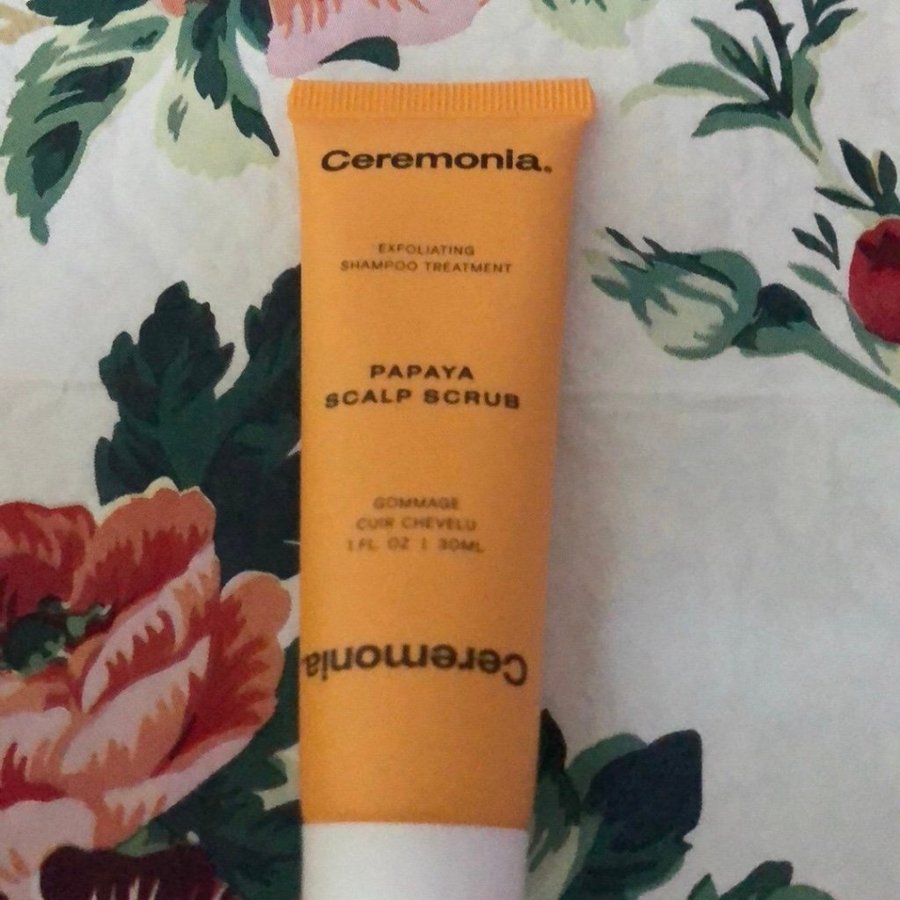 Ceremonia.
EXFOLIATING
SHAMPOO TREATMENT
PAPAYA
SCALP SCRUB
GOMMAGE
CUIR CHEVELU
1 FL OZ | 30ML
Ceremonia.